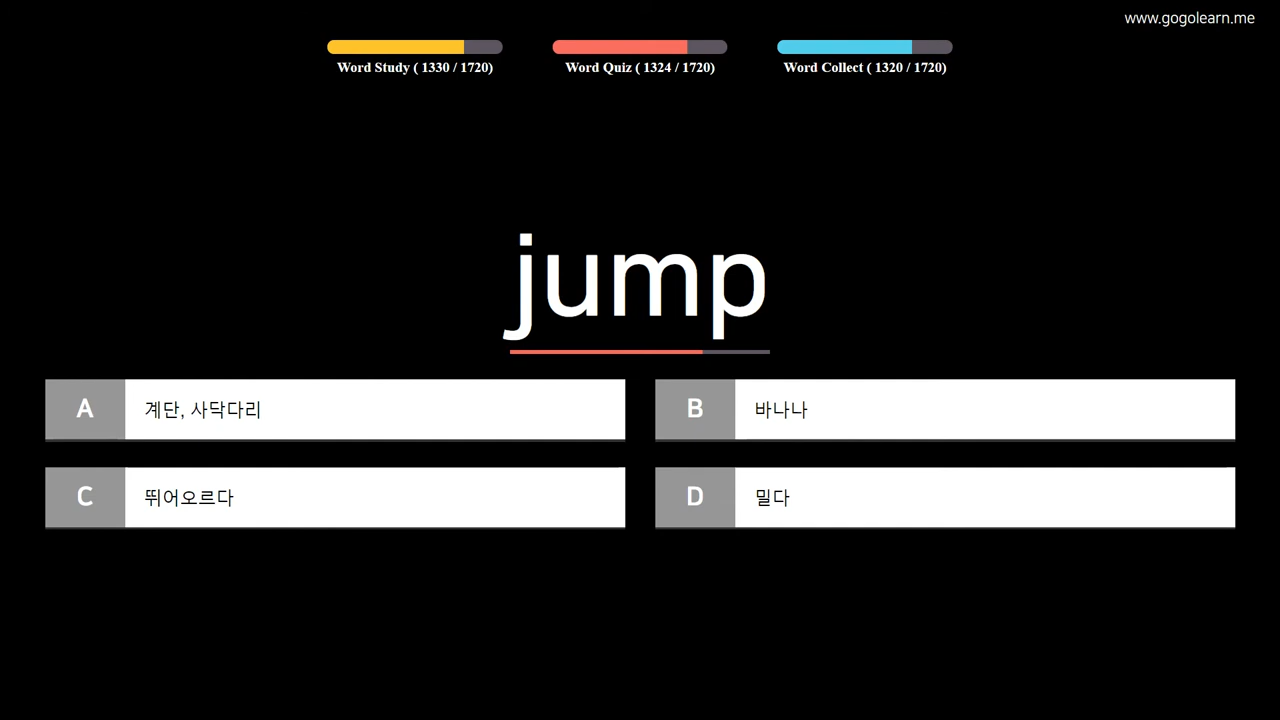 www.gogolearn.me
Word Study ( 1330 / 1720)
Word Quiz ( 1324 / 1720)
Word Collect ( 1320 / 1720)
jump
A 계단, 사닥다리
B 바나나
C 뛰어오르다
D 밀다